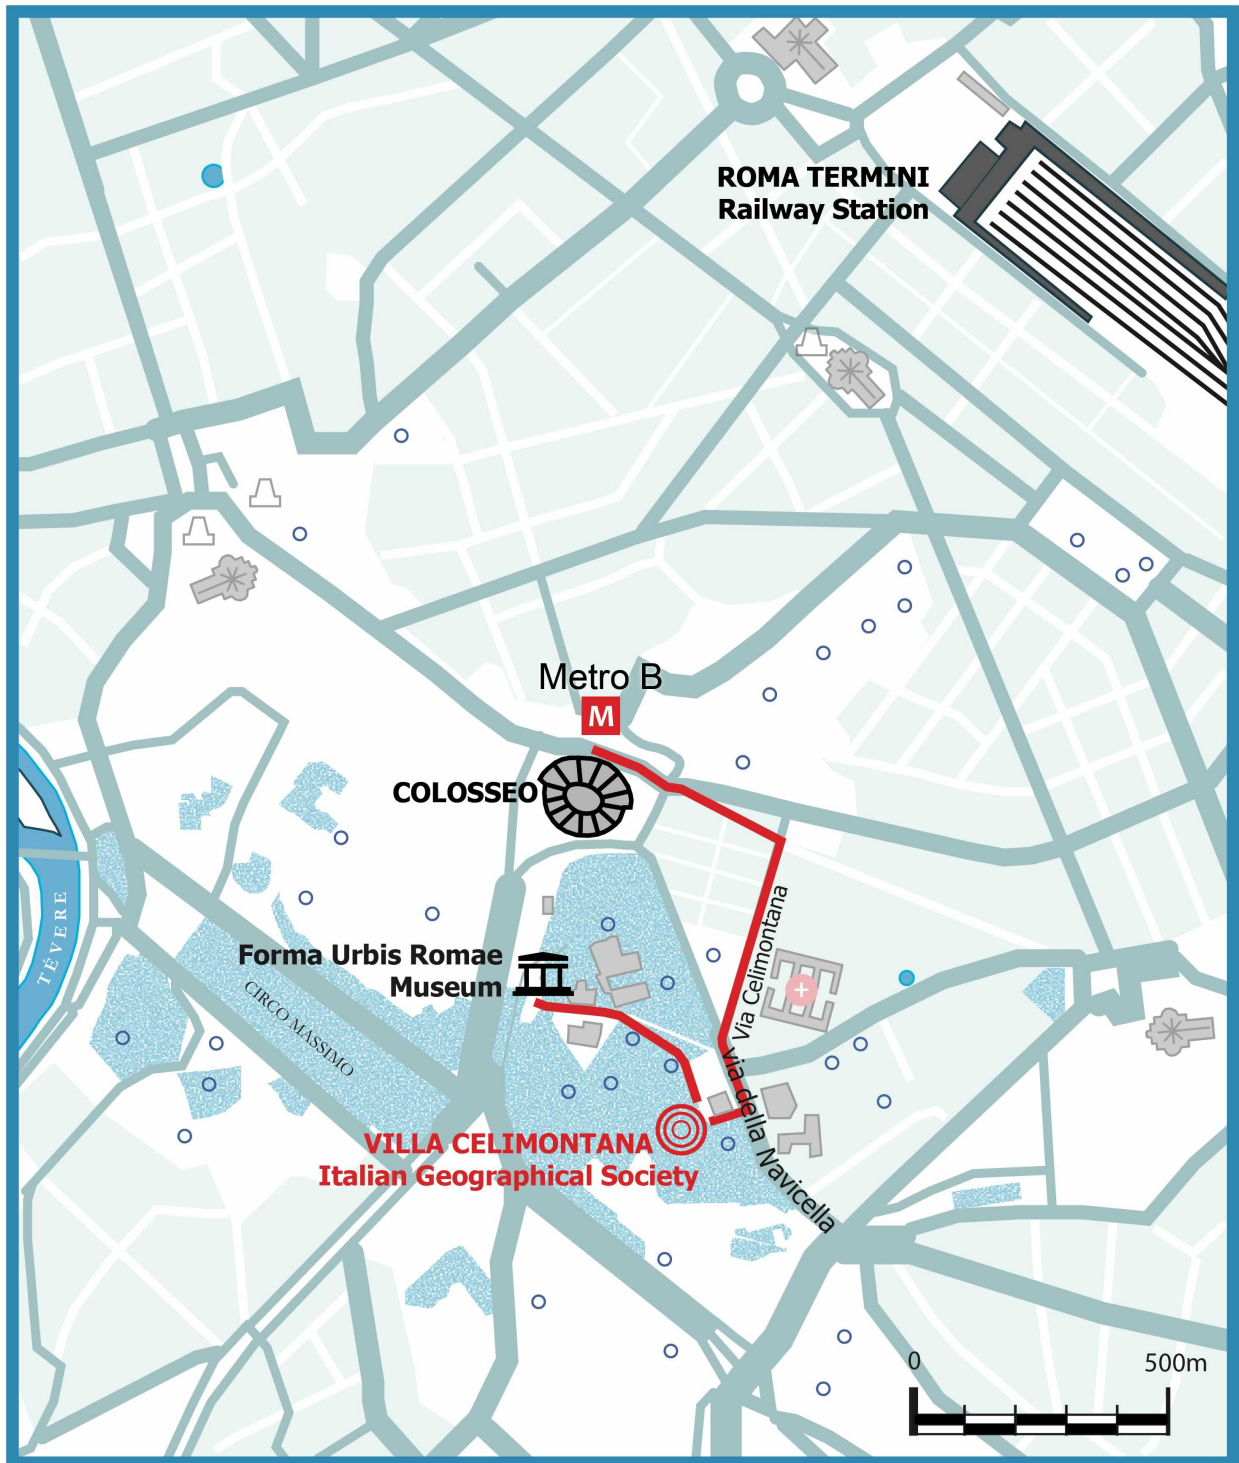 ROMA TERMINI
Railway Station
Metro B
M
COLOSSEO
Via Celimontana
Forma Urbis Romae
Museum
TÉVERE
CIRCO MASSIMO
via della Navicella
VILLA CELIMONTANA
Italian Geographical Society
0
500m